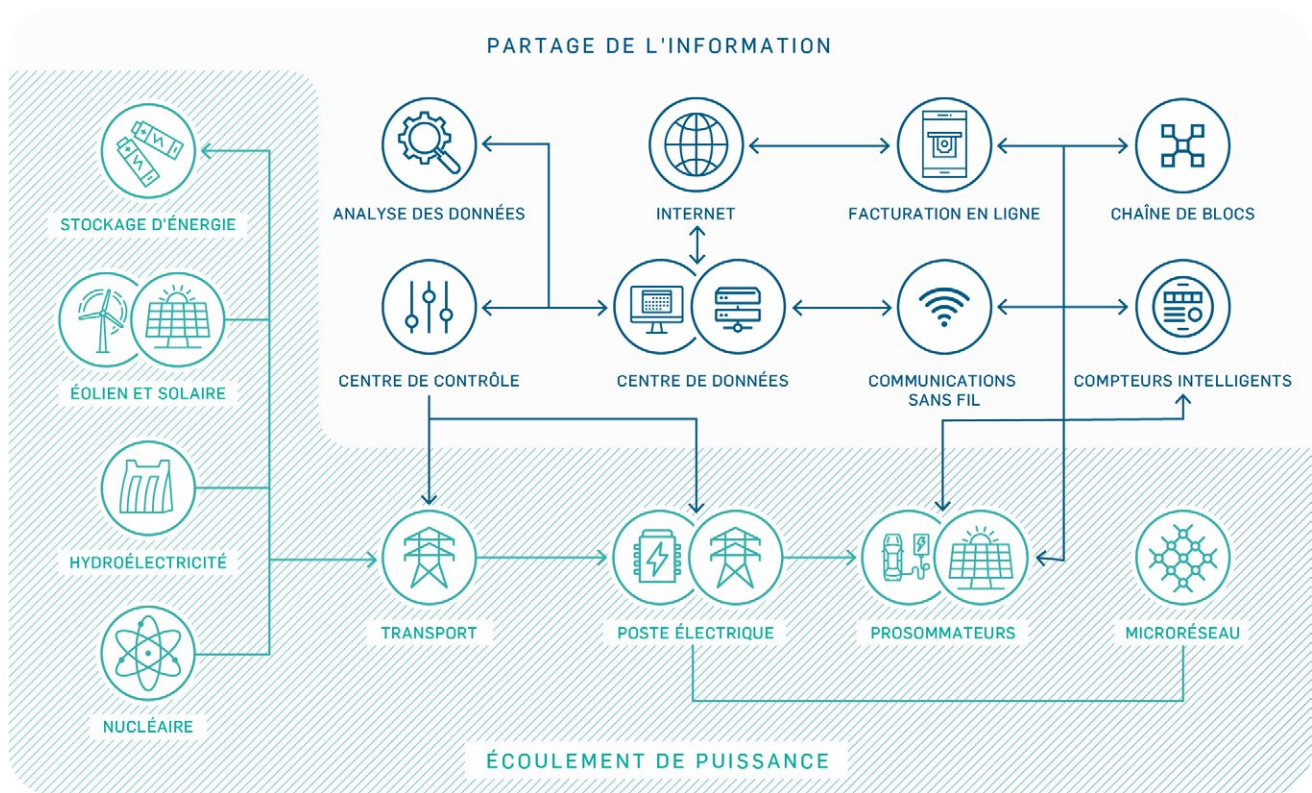 PARTAGE DE L'INFORMATION
STOCKAGE D'ÉNERGIE
ANALYSE DES DONNÉES
INTERNET
FACTURATION EN LIGNE
CHAÎNE DE BLOCS
ÉOLIEN ET SOLAIRE
CENTRE DE CONTRÔLE
CENTRE DE DONNÉES
COMMUNICATIONS
SANS FIL
COMPTEURS INTELLIGENTS
HYDROÉLECTRICITÉ
TRANSPORT
POSTE ÉLECTRIQUE
PROSOMMATEURS
MICRORÉSEAU
NUCLÉAIRE
ÉCOULEMENT DE PUISSANCE